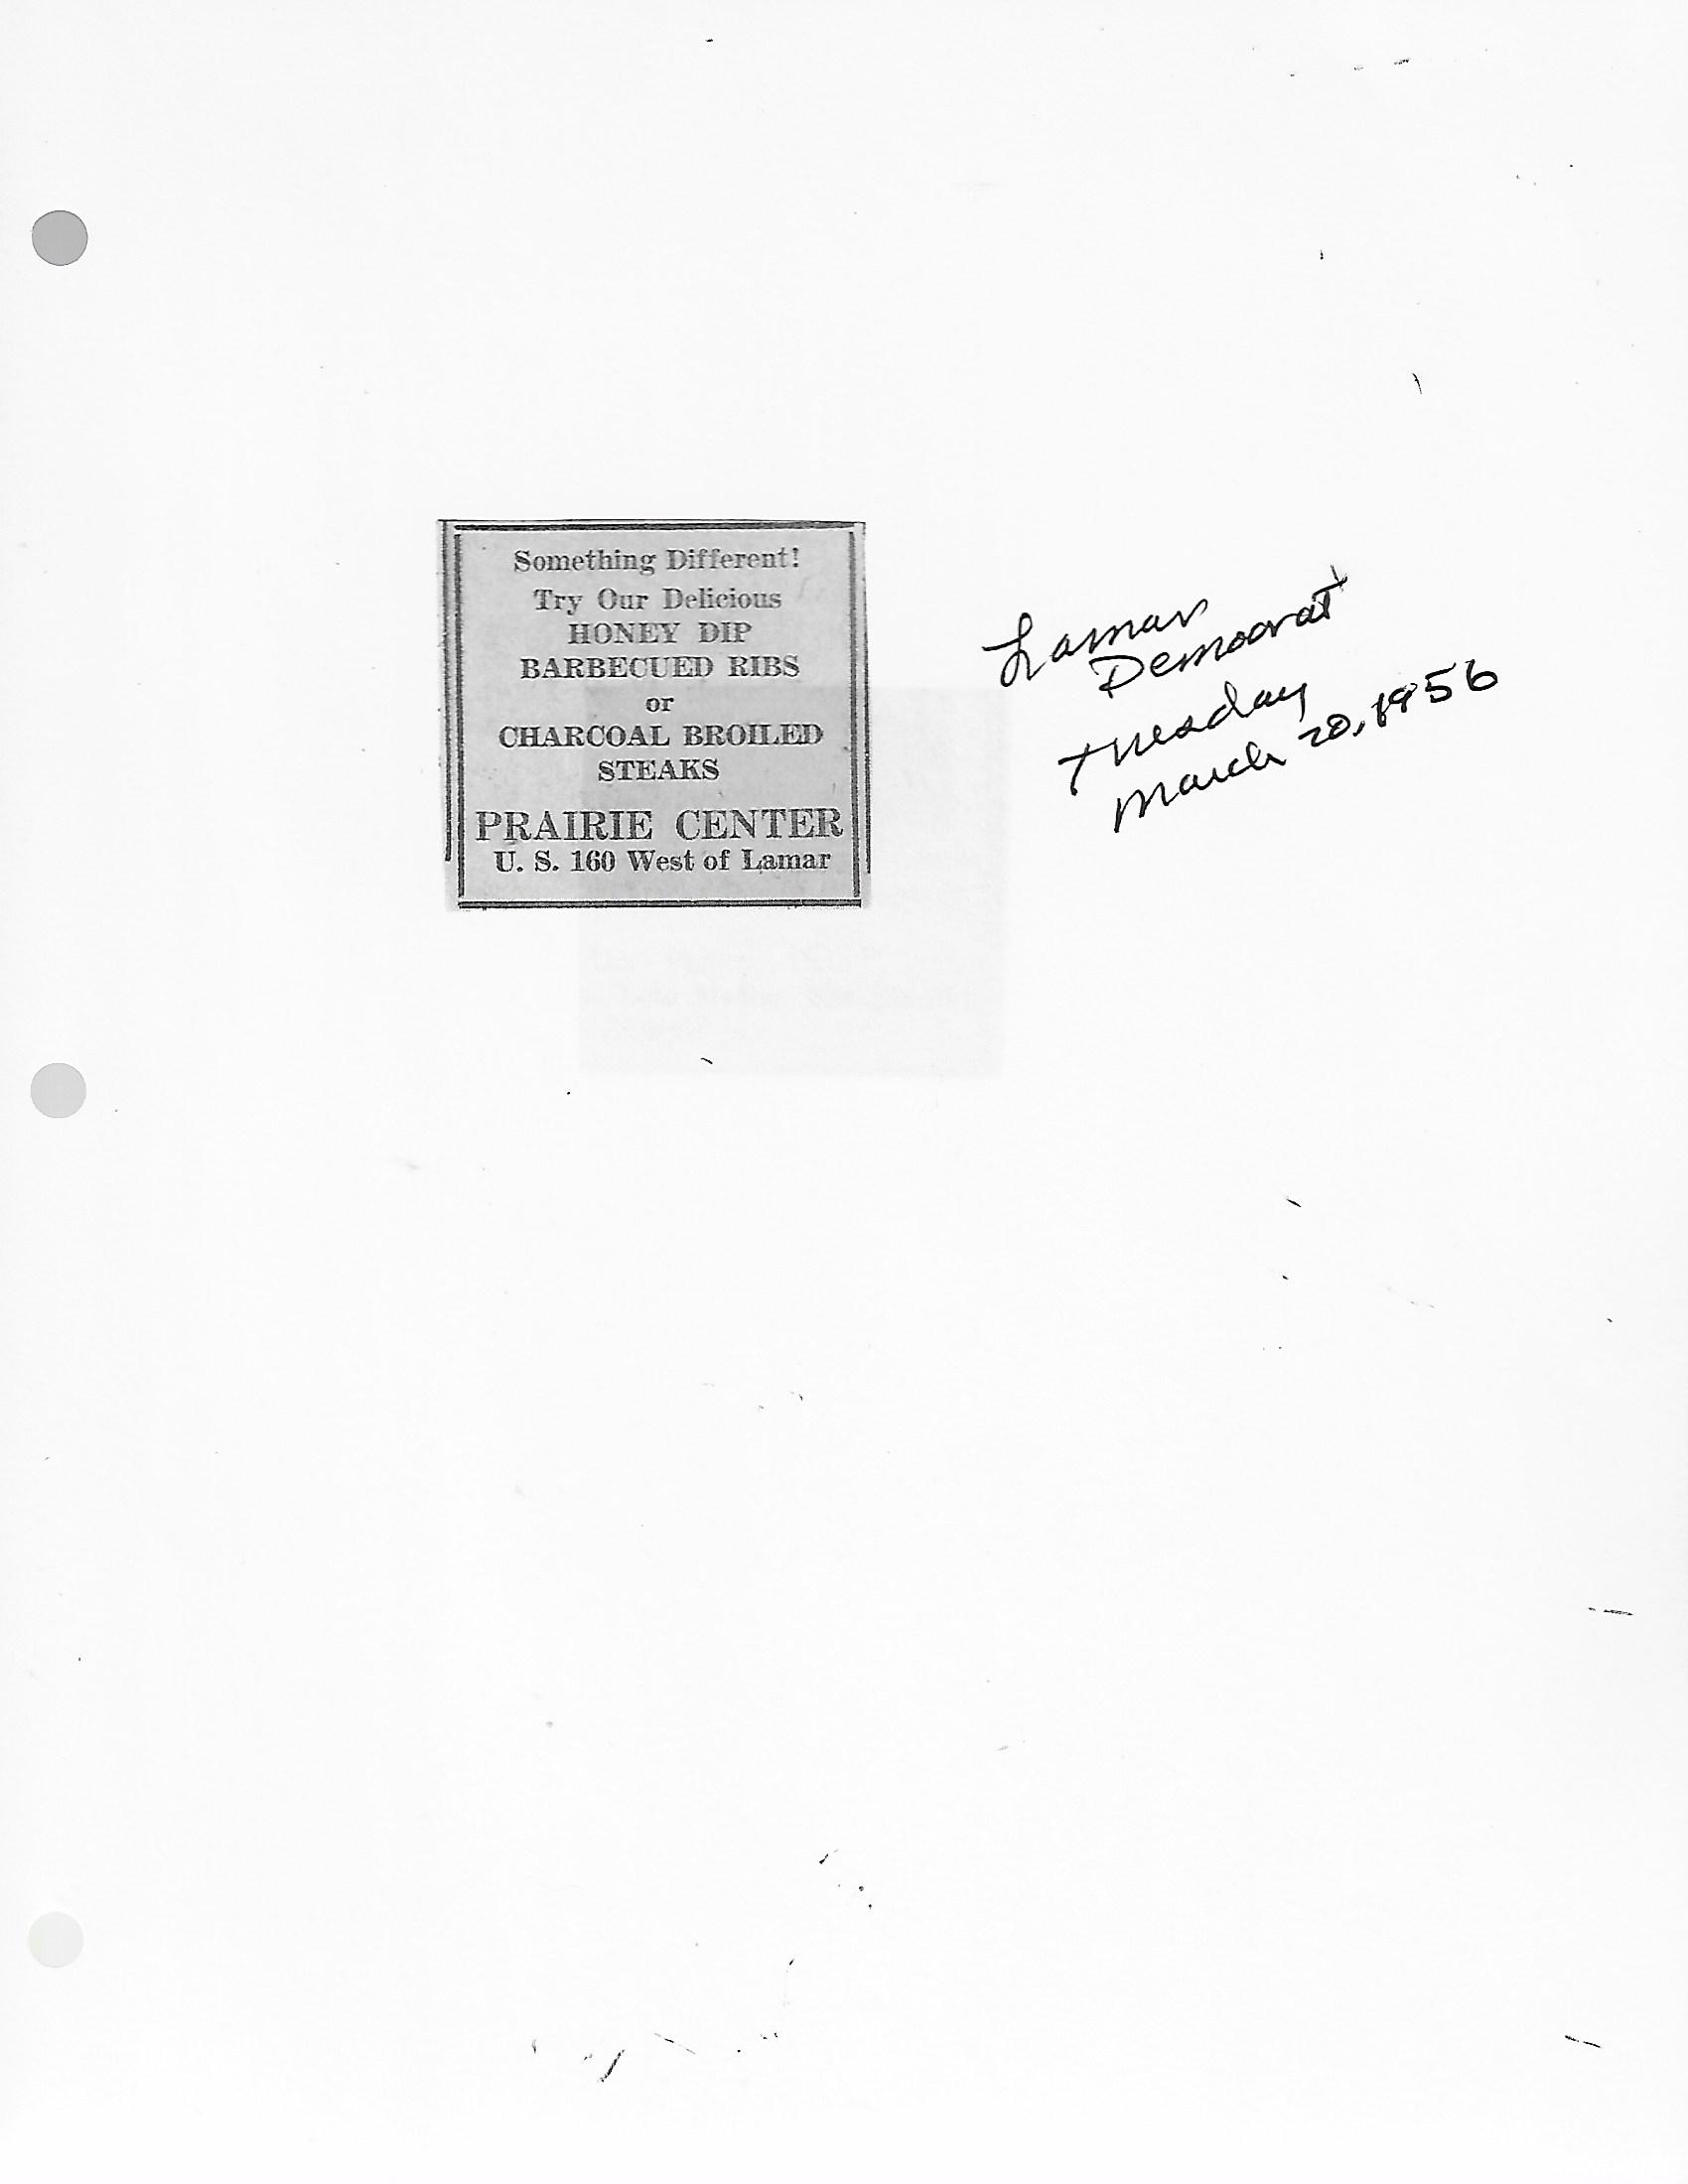 Something Different!
Try Our Delicious
HONEY DIP
BARBECUED RIBS
or
CHARCOAL BROILED
STEAKS
PRAIRIE CENTER
U. S. 160 West of Lamar
Lamar
Democrat
Tuesday
March 20, 1956